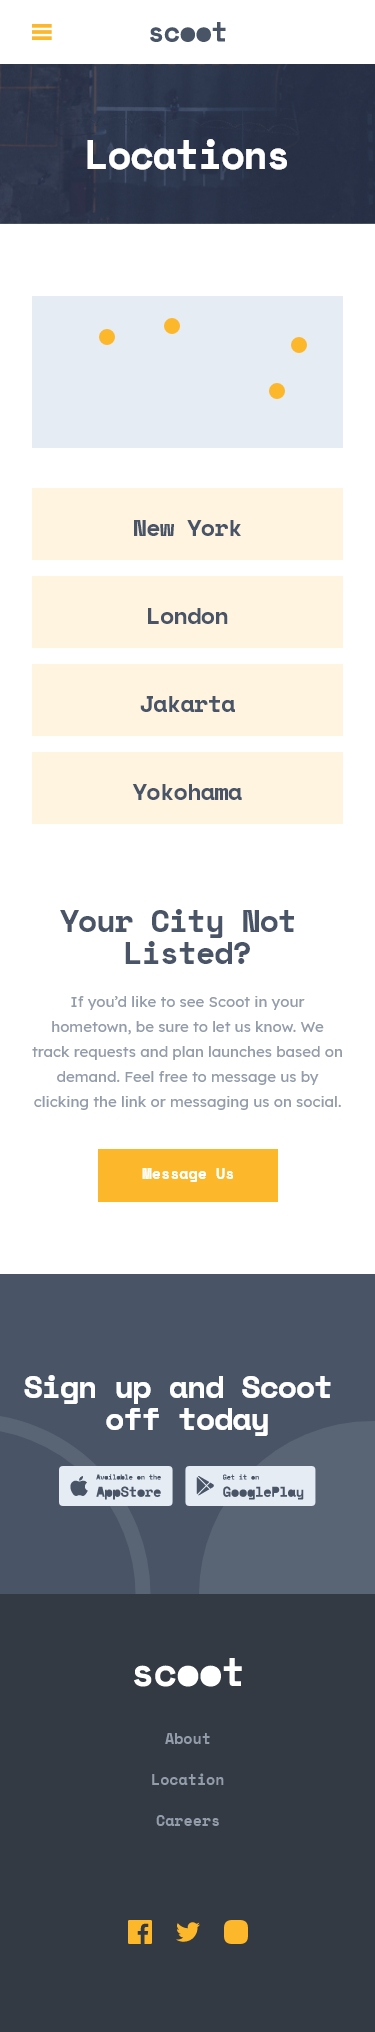 scoot
Locations
New York
London
Jakarta
Yokohama
Your City Not
Listed?
If you’d like to see Scoot in your
hometown, be sure to let us know. We
track requests and plan launches based on
demand. Feel free to message us by
clicking the link or messaging us on social.
Message Us
Sign up and Scoot
off today
Available on the
AppStore
Get it on
GooglePlay
scoot
About
Location
Careers